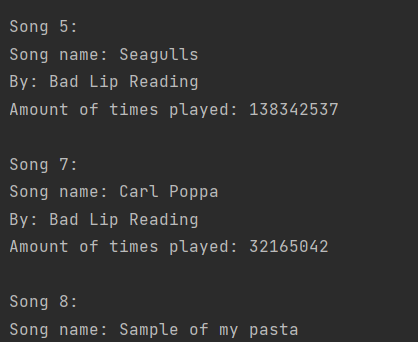 Song 5:
Song name: Seagulls
By: Bad Lip Reading
Amount of times played: 138342537
Song 7:
Song name: Carl Poppa
By: Bad Lip Reading
Amount of times played: 32165042
Song 8:
Song name: Sample of my pasta